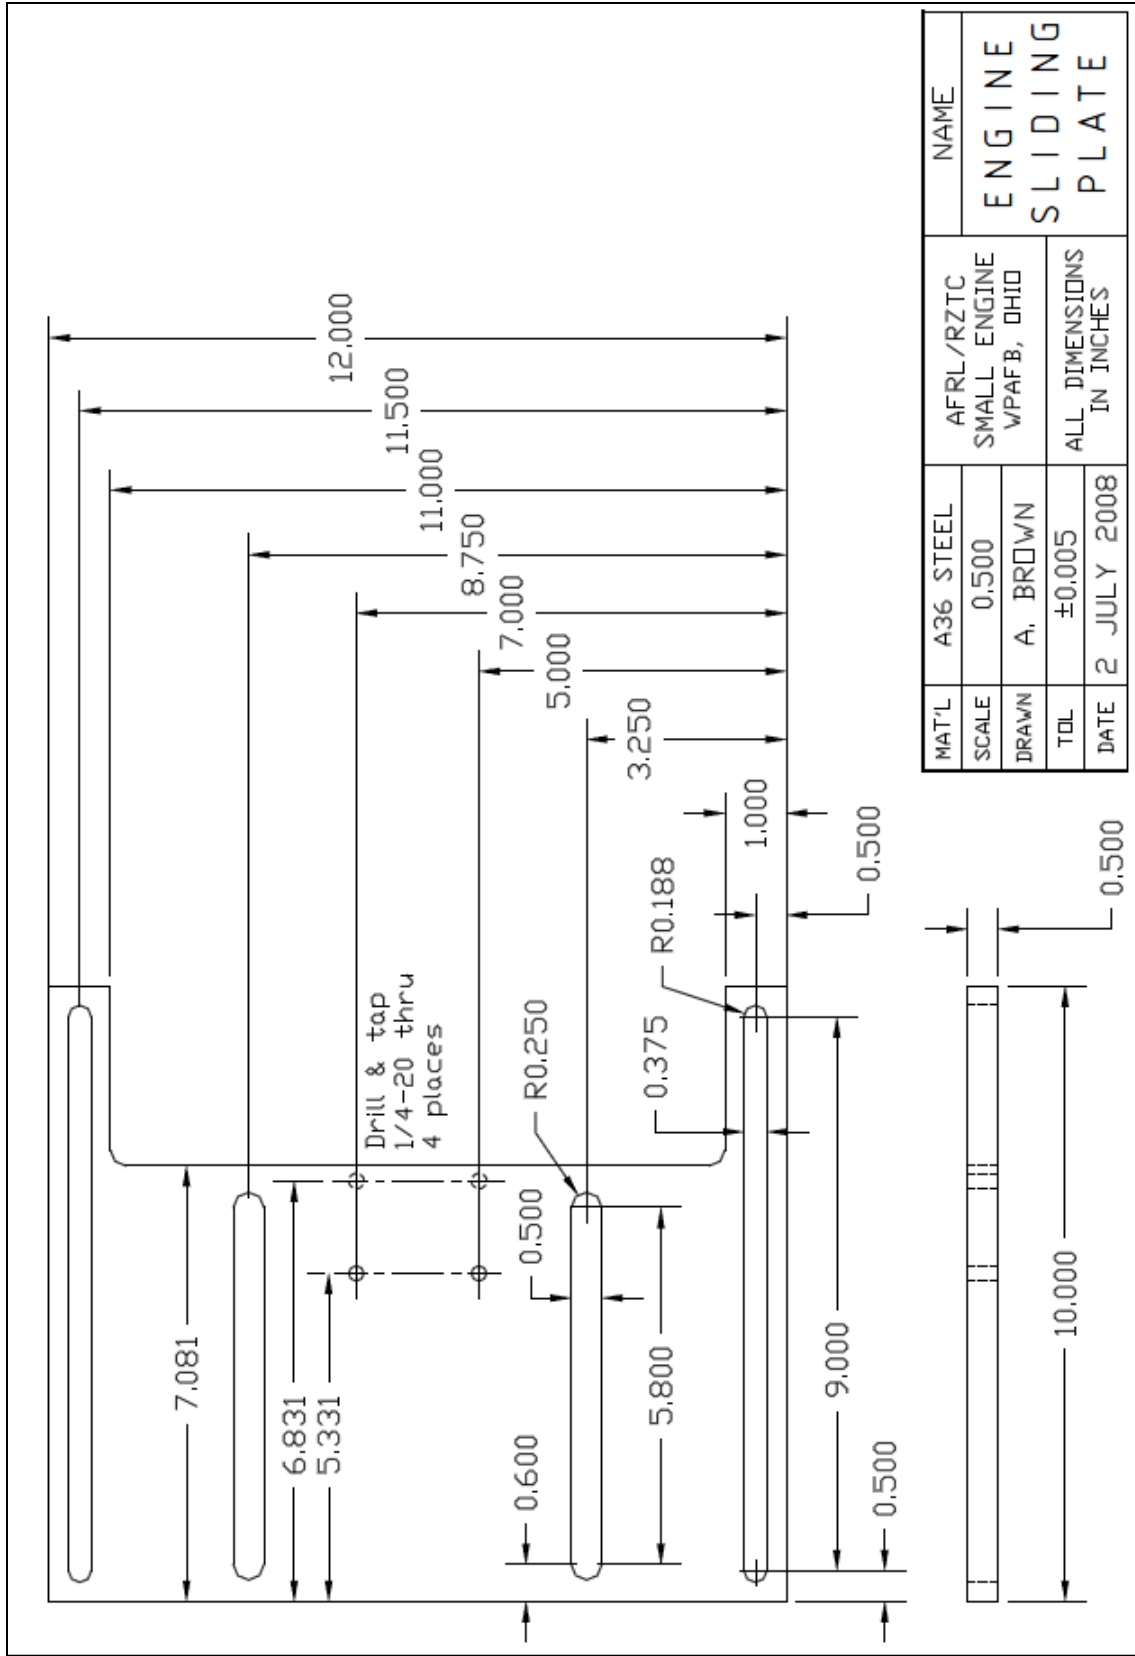 12.000
11.500
11.000
8.750
7.000
5.000
3.250
1.000
0.500
R0.188
0.375
R0.250
0.500
Drill & tap
1/4-20 thru
4 places
7.081
6.831
5.331
0.600
5.800
9.000
0.500
0.500
10.000
MAT'L A36 STEEL
SCALE 0.500
DRAWN A. BROWN
TOL ±0.005
DATE 2 JULY 2008
AFRL/RZTC
SMALL ENGINE
WPAFB, OHIO
ALL DIMENSIONS
IN INCHES
NAME
ENGINE
SLIDING
PLATE